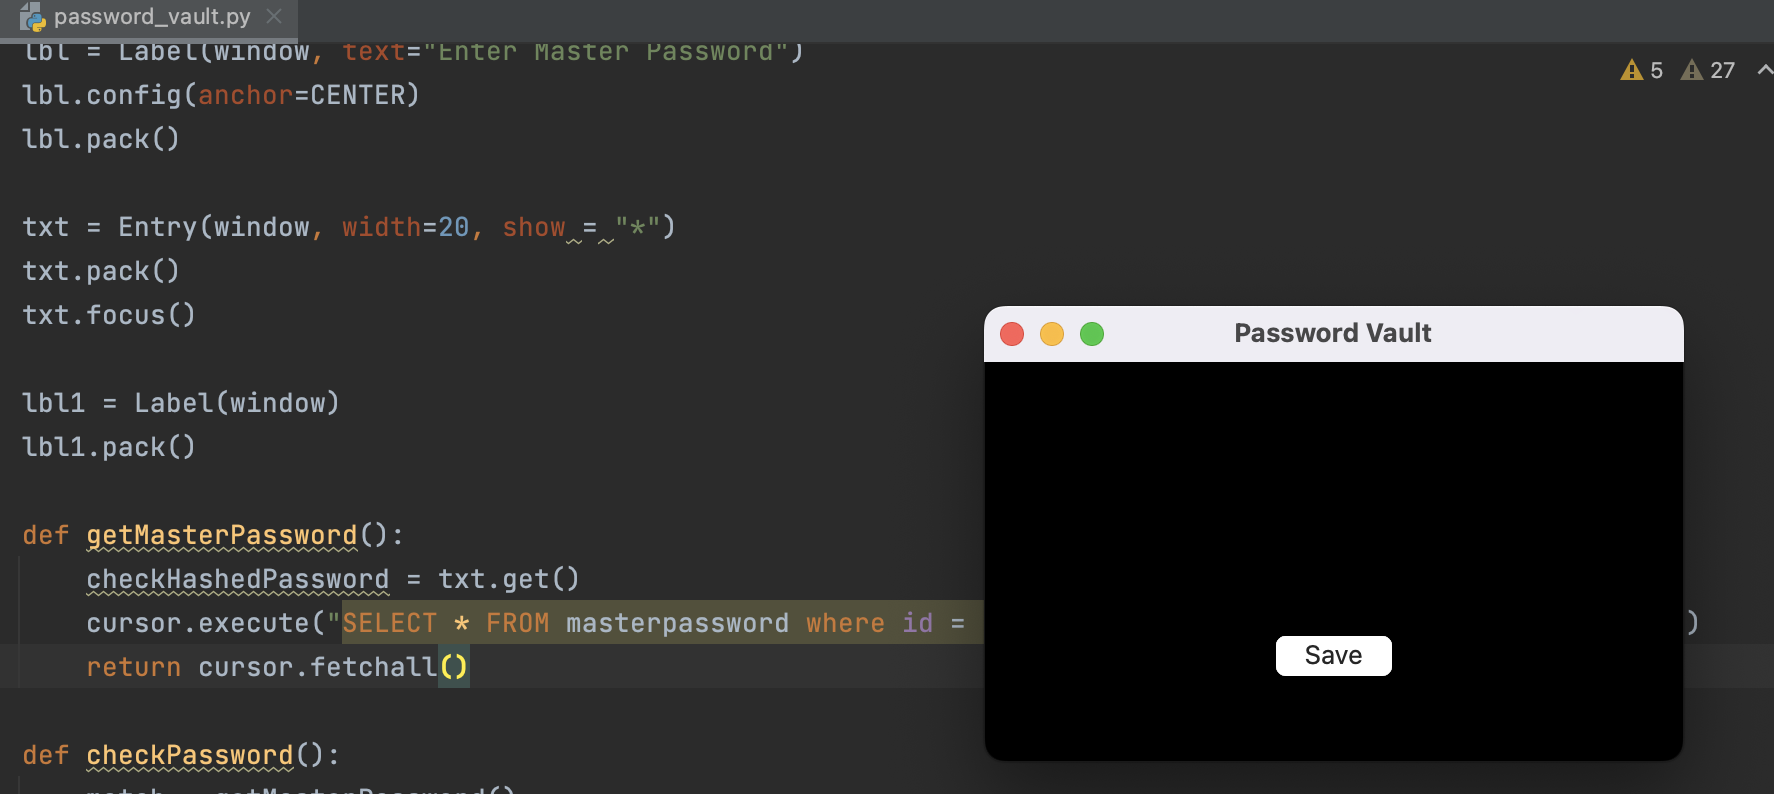 password_vault.py
lbl = Label(window, text="Enter Master Password")
5 27
lbl.config(anchor=CENTER)
lbl.pack()
txt = Entry(window, width=20, show = "*")
txt.pack()
txt.focus()
Password Vault
lbl1 = Label(window)
lbl1.pack()
def getMasterPassword():
checkHashedPassword = txt.get()
cursor.execute("SELECT * FROM masterpassword where id = )
Save
return cursor.fetchall()
def checkPassword():
match = getMasterPassword()